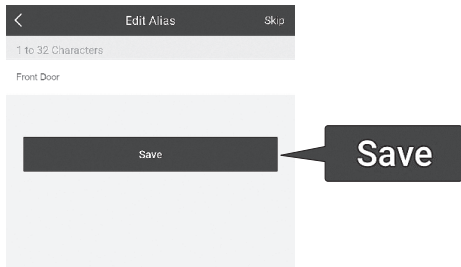 Edit Alias Skip
1 to 32 Characters
Front Door
Save
Save